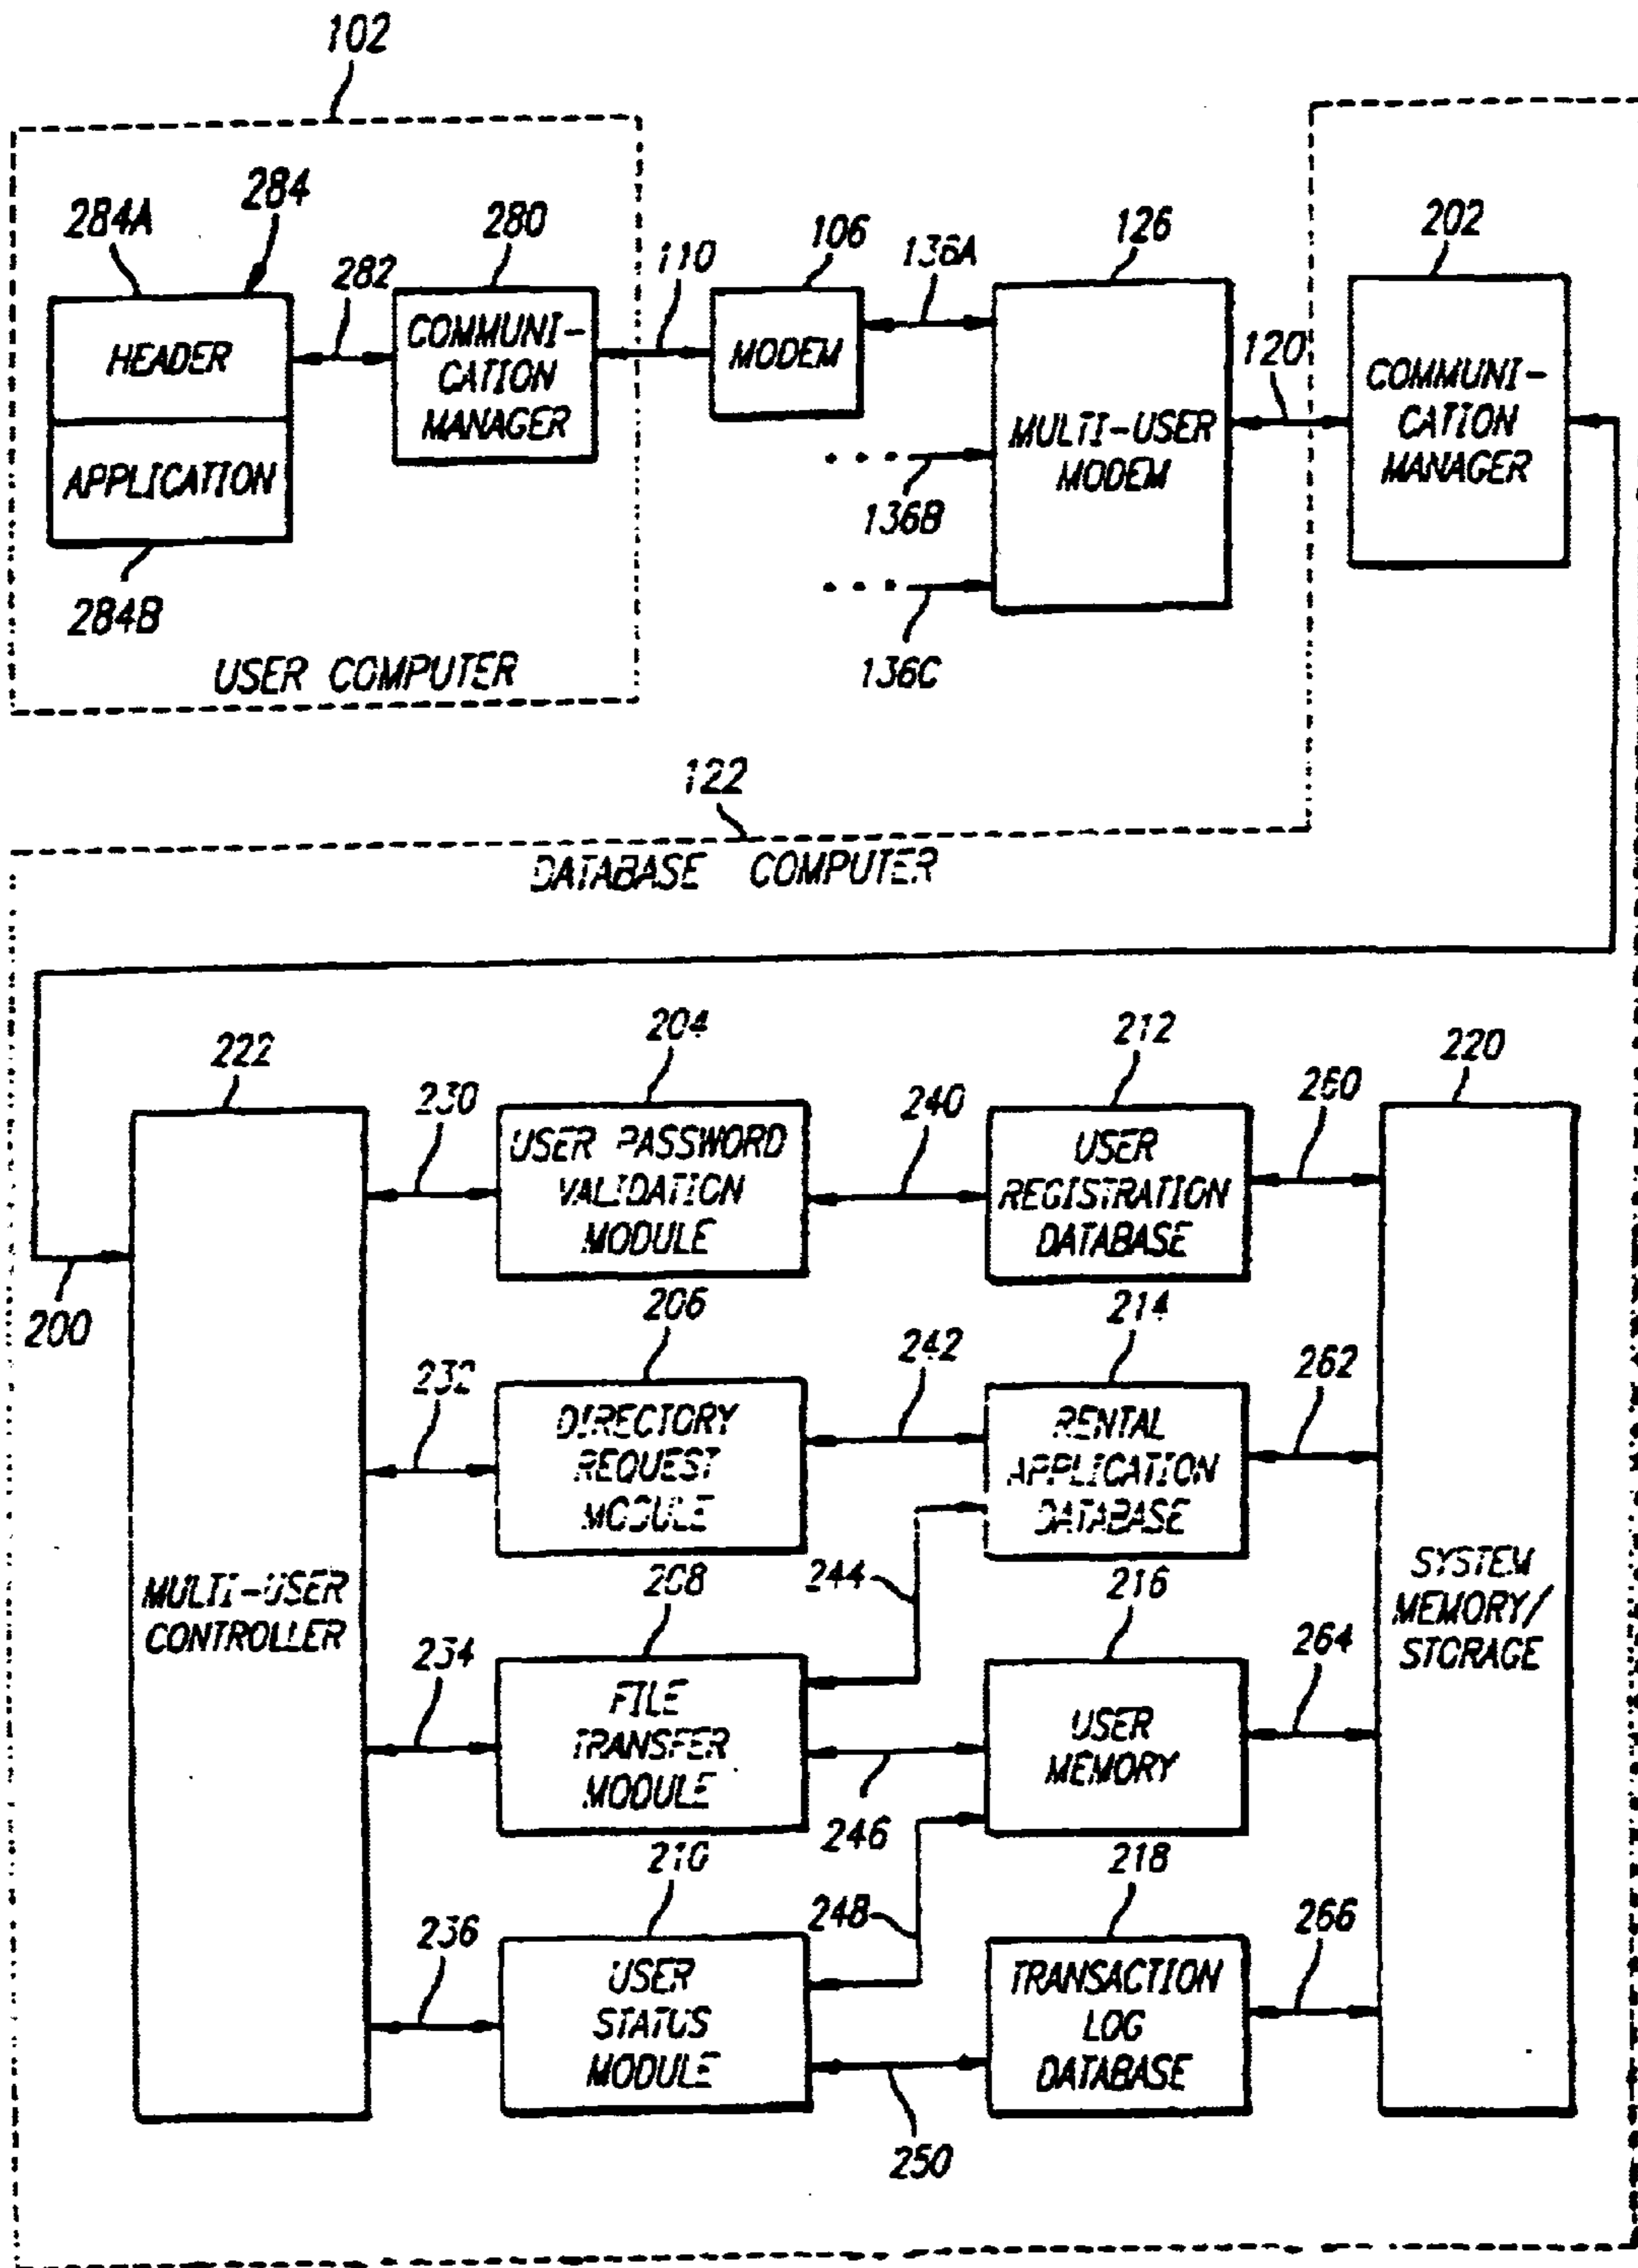 102
284A
284
280
106
126
202
282
110
136A
HEADER
COMMUNI-
CATION
MANAGER
MODEM
120
COMMUNI-
CATION
MANAGER
APPLICATION
MULTI-USER
MODEM
136B
284B
136C
USER COMPUTER
122
DATABASE COMPUTER
222
204
212
220
230
240
260
USER PASSWORD
VALIDATION
MODULE
USER
REGISTRATION
DATABASE
200
206
214
232
242
262
DIRECTORY
REQUEST
MODULE
RENTAL
APPLICATION
DATABASE
MULTI-USER
CONTROLLER
208
244
216
SYSTEM
MEMORY/
STORAGE
234
264
FILE
TRANSFER
MODULE
USER
MEMORY
246
210
218
236
248
266
USER
STATUS
MODULE
TRANSACTION
LOG
DATABASE
250